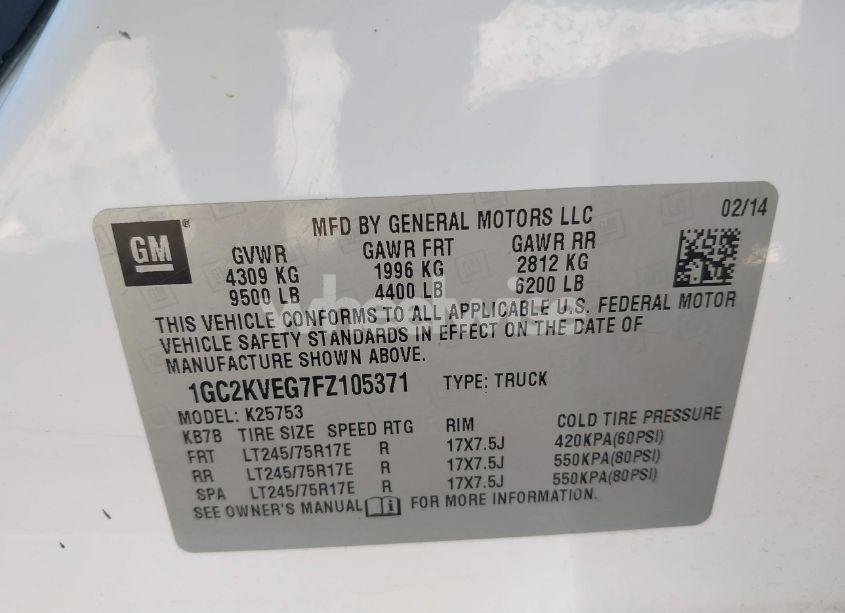 GM ®
MFD BY GENERAL MOTORS LLC 02/14
GVWR GAWR FRT GAWR RR
4309 KG 1996 KG 2812 KG
9500 LB 4400 LB 6200 LB
THIS VEHICLE CONFORMS TO ALL APPLICABLE U.S. FEDERAL MOTOR
VEHICLE SAFETY STANDARDS IN EFFECT ON THE DATE OF
MANUFACTURE SHOWN ABOVE.
1GC2KVEG7FZ105371 TYPE: TRUCK
MODEL: K25753
KB7B TIRE SIZE SPEED RTG RIM COLD TIRE PRESSURE
FRT LT245/75R17E R 17X7.5J 420KPA(60PSI)
RR LT245/75R17E R 17X7.5J 550KPA(80PSI)
SPA LT245/75R17E R 17X7.5J 550KPA(80PSI)
SEE OWNER'S MANUAL FOR MORE INFORMATION.